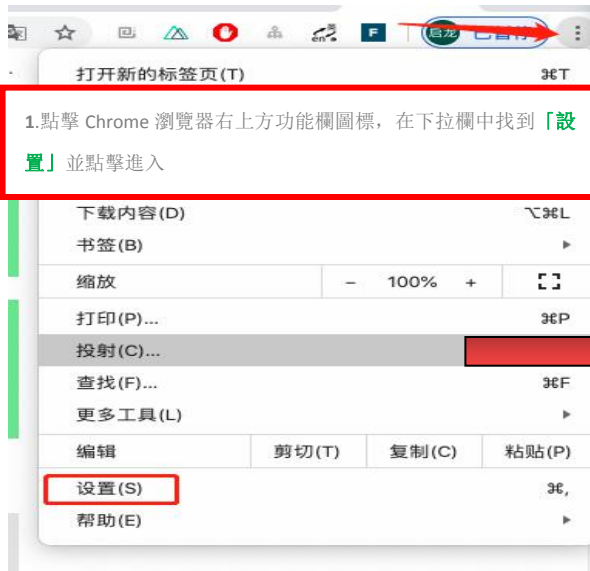 en
F
启龙
打开新的标签页(T) ⌘T
1.點擊 Chrome 瀏覽器右上方功能欄圖標，在下拉欄中找到「設
置」並點擊進入
下载内容(D) ⌥⌘L
书签(B)
缩放 － 100% ＋
打印(P)... ⌘P
投射(C)...
查找(F)... ⌘F
更多工具(L)
编辑 剪切(T) 复制(C) 粘贴(P)
设置(S) ⌘,
帮助(E)